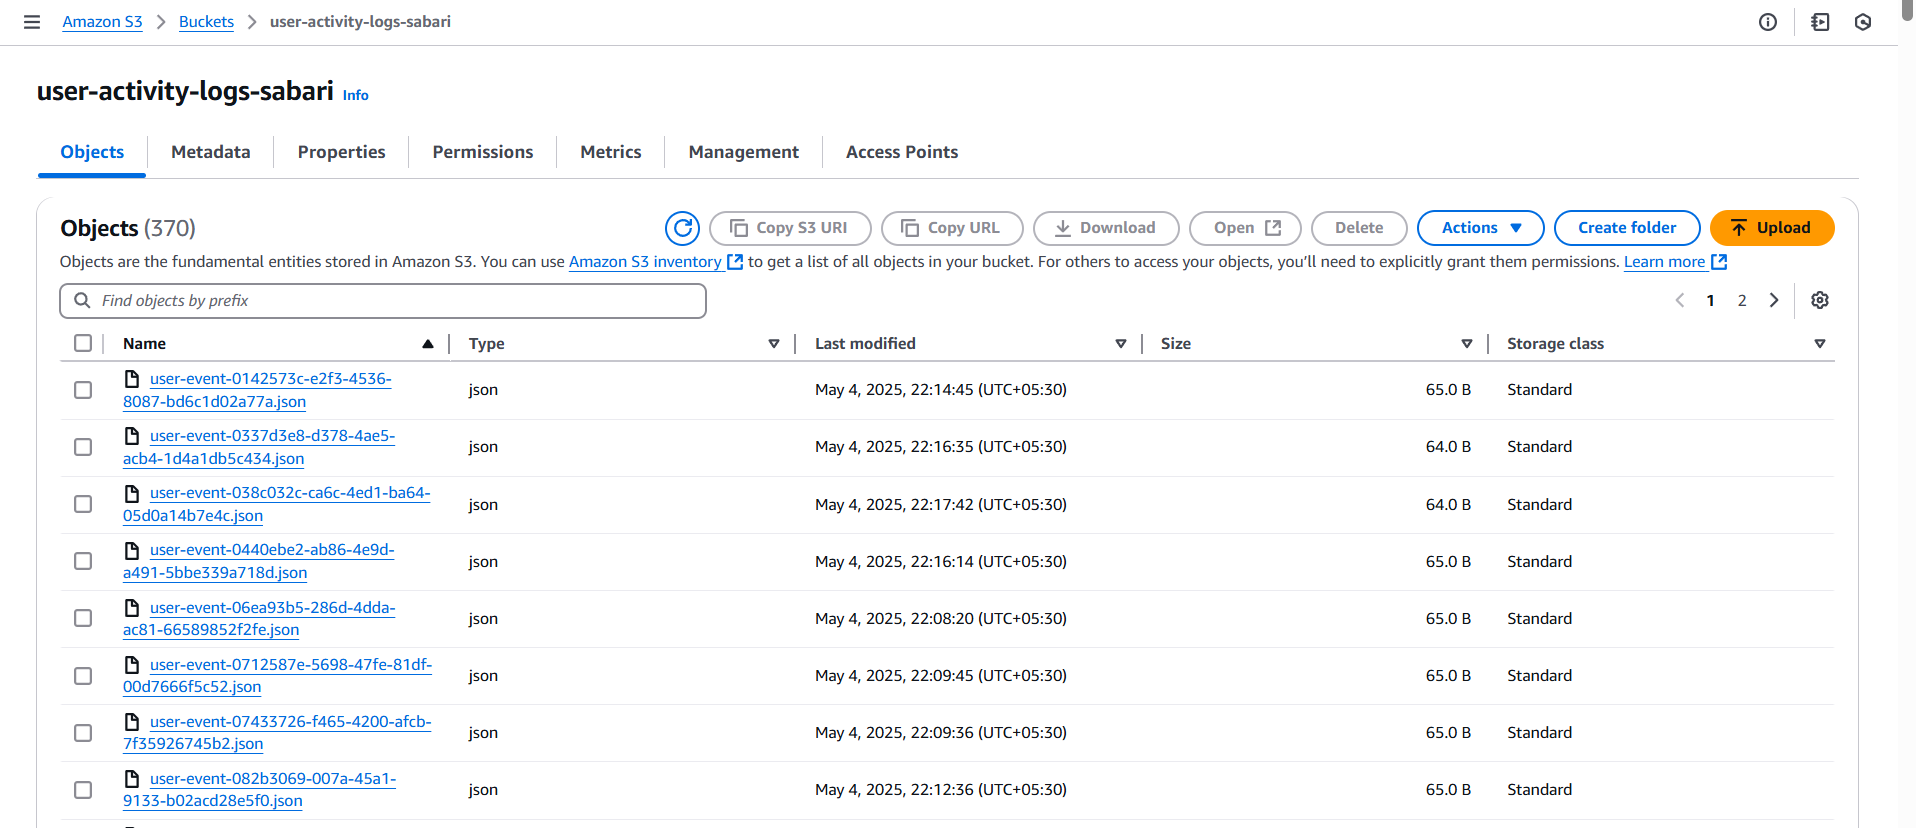 Amazon S3 > Buckets > user-activity-logs-sabari
user-activity-logs-sabari Info
Objects Metadata Properties Permissions Metrics Management Access Points
Objects (370) Copy S3 URI Copy URL Download Open Delete Actions Create folder Upload
Objects are the fundamental entities stored in Amazon S3. You can use Amazon S3 inventory to get a list of all objects in your bucket. For others to access your objects, you’ll need to explicitly grant them permissions. Learn more
Find objects by prefix 1 2
Name Type Last modified Size Storage class
user-event-0142573c-e2f3-4536-
8087-bd6c1d02a77a.json json May 4, 2025, 22:14:45 (UTC+05:30) 65.0 B Standard
user-event-0337d3e8-d378-4ae5-
acb4-1d4a1db5c434.json json May 4, 2025, 22:16:35 (UTC+05:30) 64.0 B Standard
user-event-038c032c-ca6c-4ed1-ba64-
05d0a14b7e4c.json json May 4, 2025, 22:17:42 (UTC+05:30) 64.0 B Standard
user-event-0440ebe2-ab86-4e9d-
a491-5bbe339a718d.json json May 4, 2025, 22:16:14 (UTC+05:30) 65.0 B Standard
user-event-06ea93b5-286d-4dda-
ac81-66589852f2fe.json json May 4, 2025, 22:08:20 (UTC+05:30) 65.0 B Standard
user-event-0712587e-5698-47fe-81df-
00d7666f5c52.json json May 4, 2025, 22:09:45 (UTC+05:30) 65.0 B Standard
user-event-07433726-f465-4200-afcb-
7f35926745b2.json json May 4, 2025, 22:09:36 (UTC+05:30) 65.0 B Standard
user-event-082b3069-007a-45a1-
9133-b02acd28e5f0.json json May 4, 2025, 22:12:36 (UTC+05:30) 65.0 B Standard